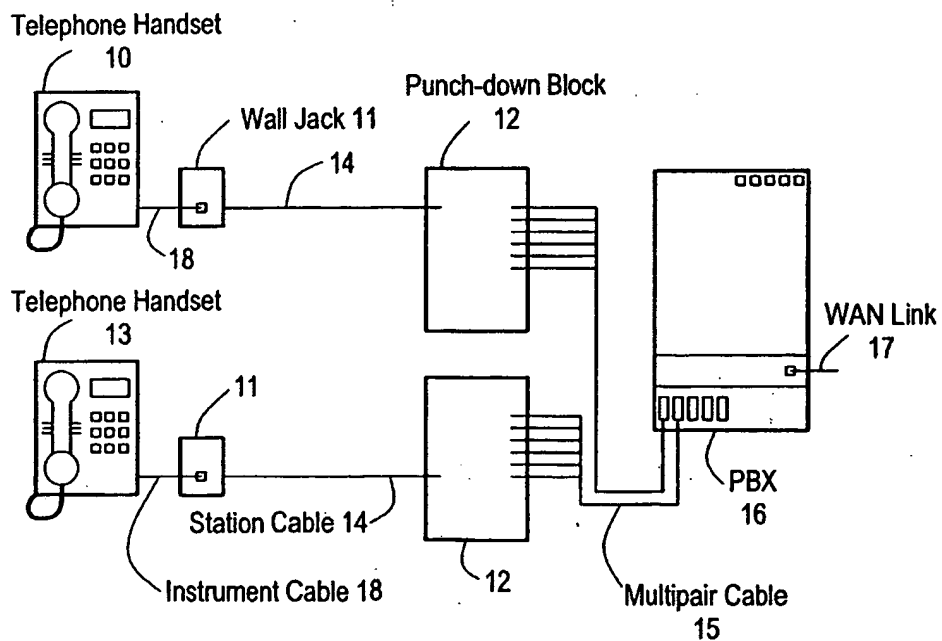 Telephone Handset
10
Wall Jack 11
14
Punch-down Block
12
18
WAN Link
17
Telephone Handset
13
11
PBX
16
Station Cable 14
12
Instrument Cable 18
Multipair Cable
15